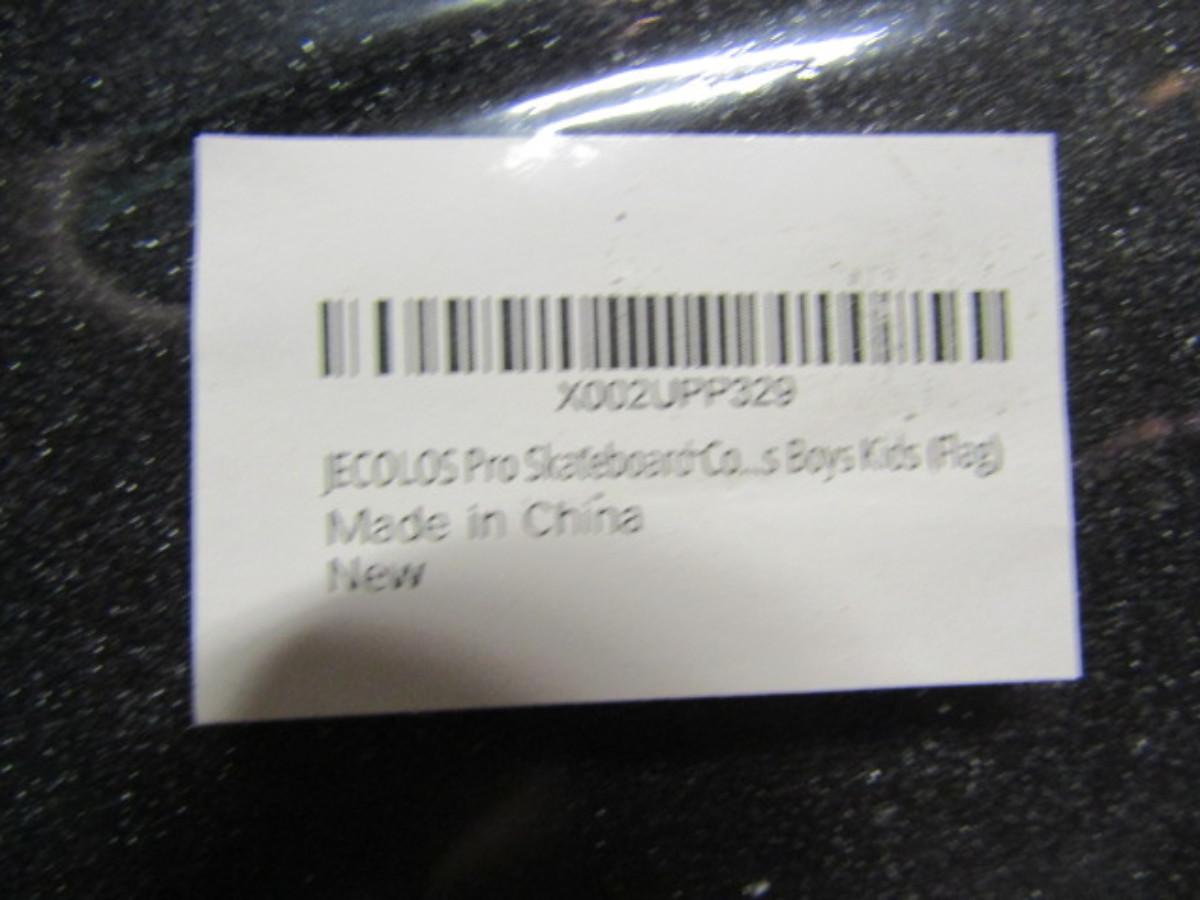 X002UPP329
JECOLOS Pro Skateboard Co...s Boys Kids (Flag)
Made in China
New